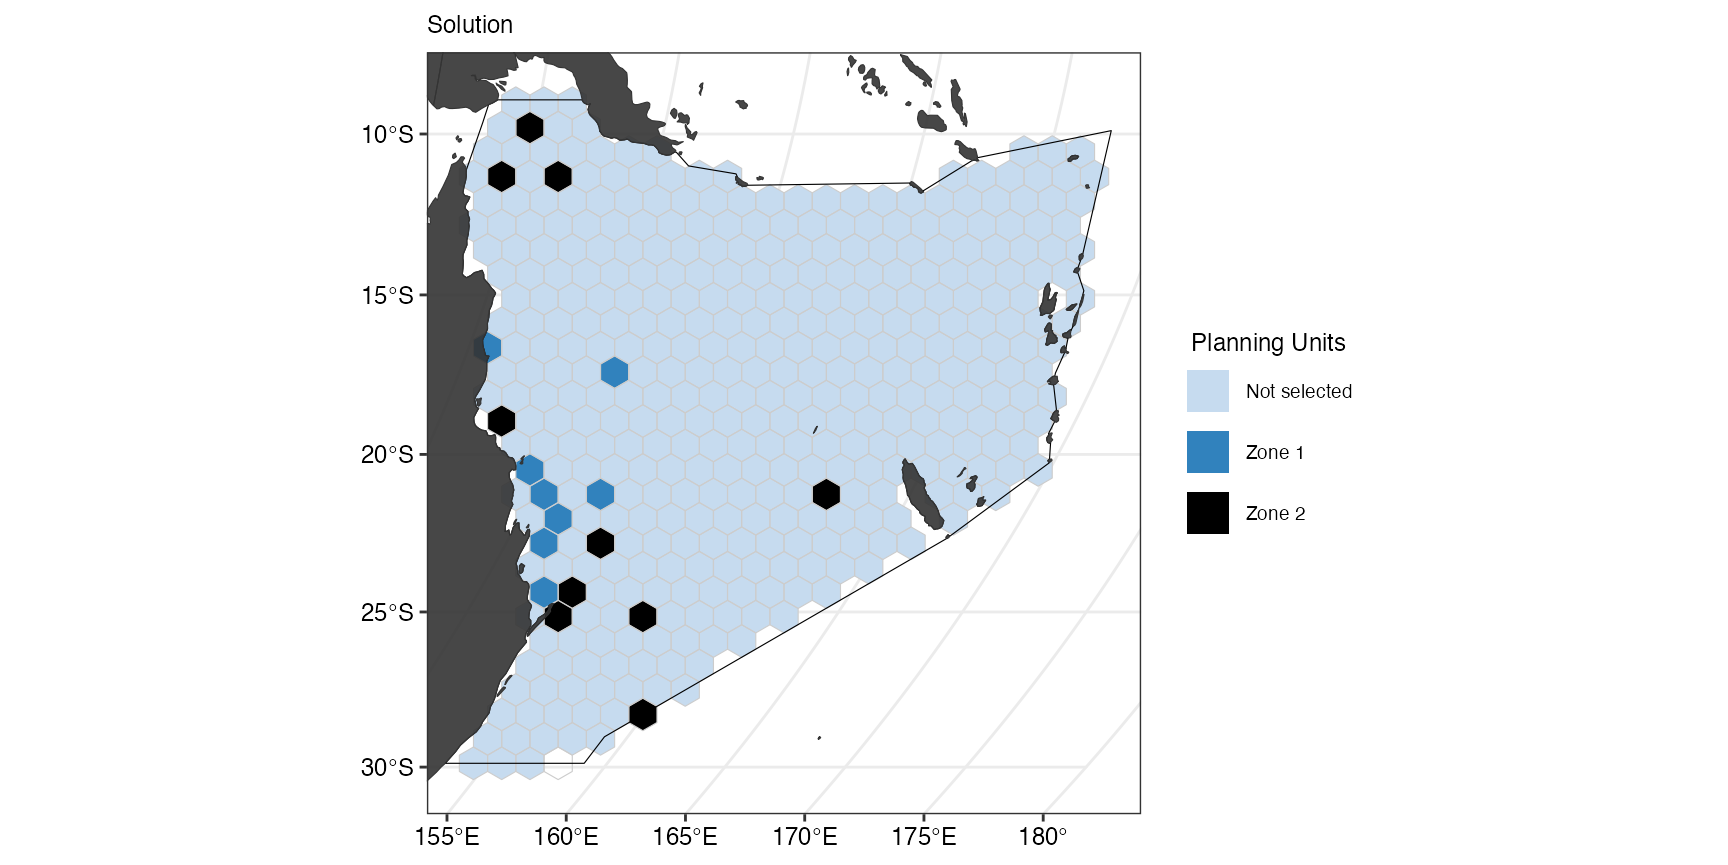 Solution
10°S
15°S
20°S
25°S
30°S
155°E 160°E 165°E 170°E 175°E 180°
Planning Units
Not selected
Zone 1
Zone 2